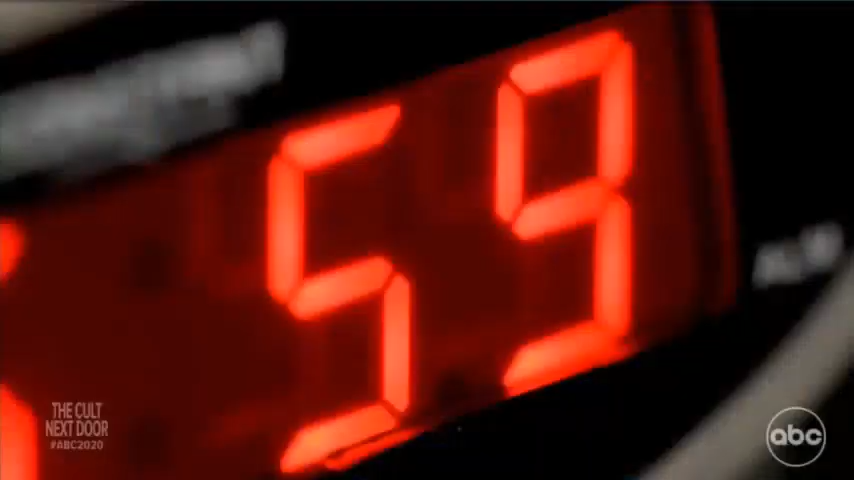 59
THE CULT
NEXT DOOR
#ABC2020
abc